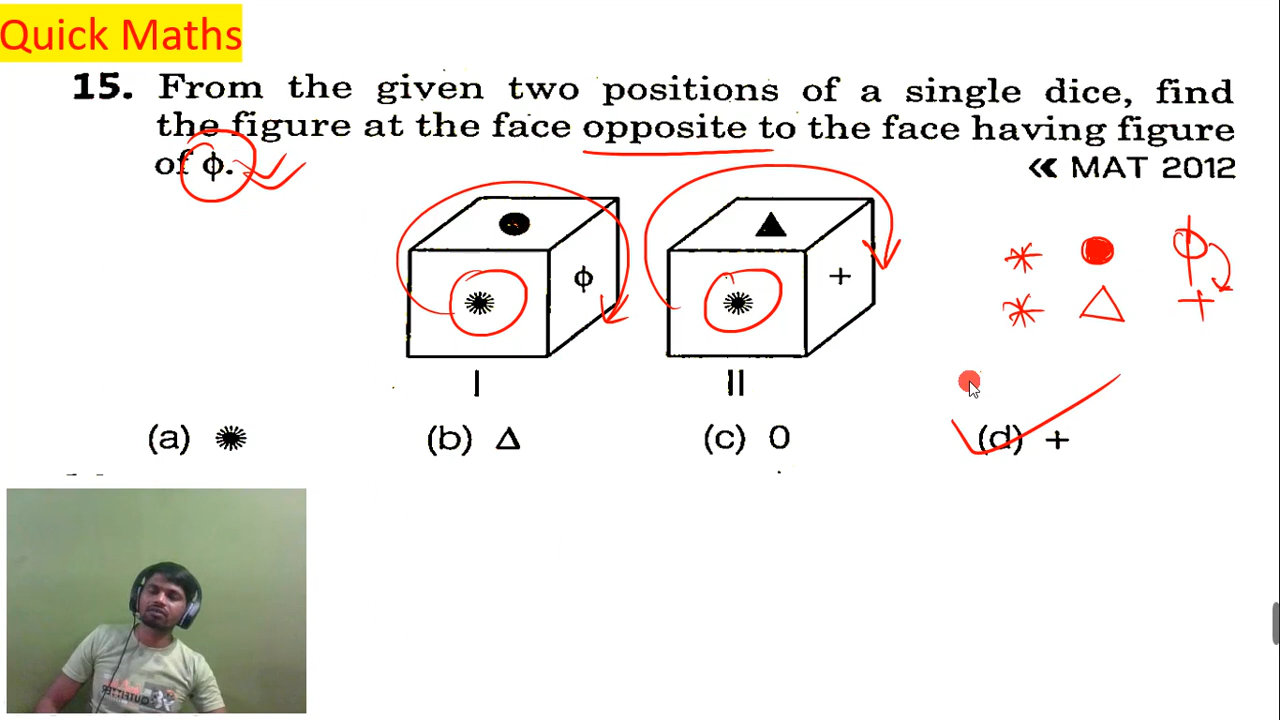 Quick Maths
15. From the given two positions of a single dice, find
the figure at the face opposite to the face having figure
of ϕ. « MAT 2012
ϕ +
I II
(a) (b) Δ (c) 0 (d) +